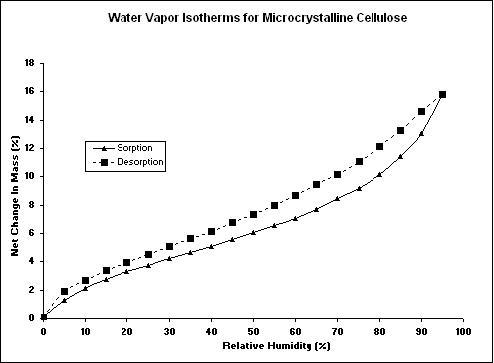 Water Vapor Isotherms for Microcrystalline Cellulose
Net Change In Mass (%)
18
16
14
12
10
8
6
4
2
0
Sorption
Desorption
0 10 20 30 40 50 60 70 80 90 100
Relative Humidity (%)